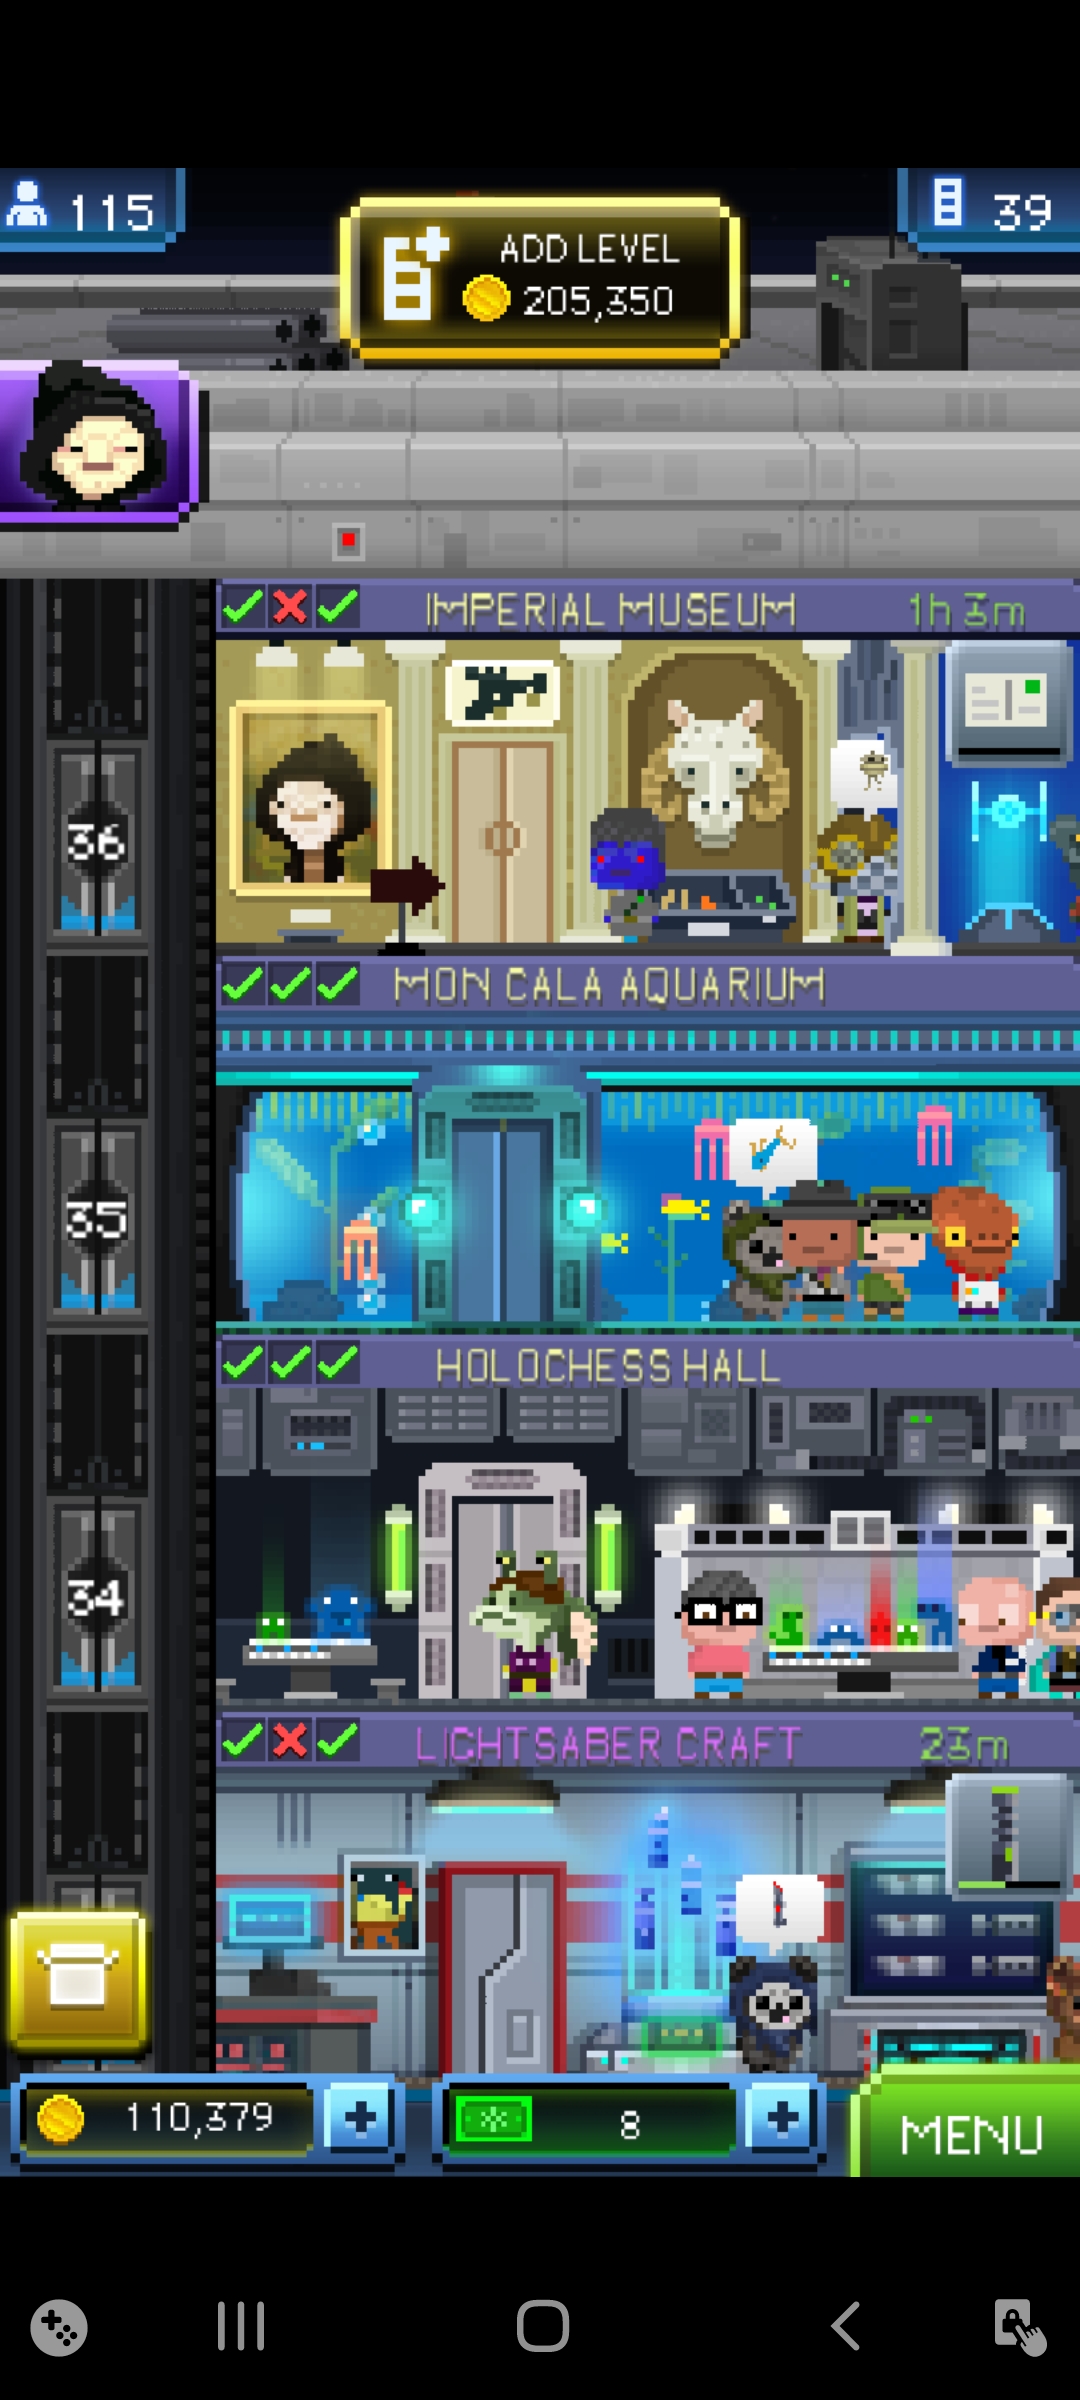 115
ADD LEVEL
205,350
39
IMPERIAL MUSEUM 1h 3m
36
MON CALA AQUARIUM
35
HOLOCHESS HALL
34
LIGHTSABER CRAFT 23m
110,379 + 8 + MENU